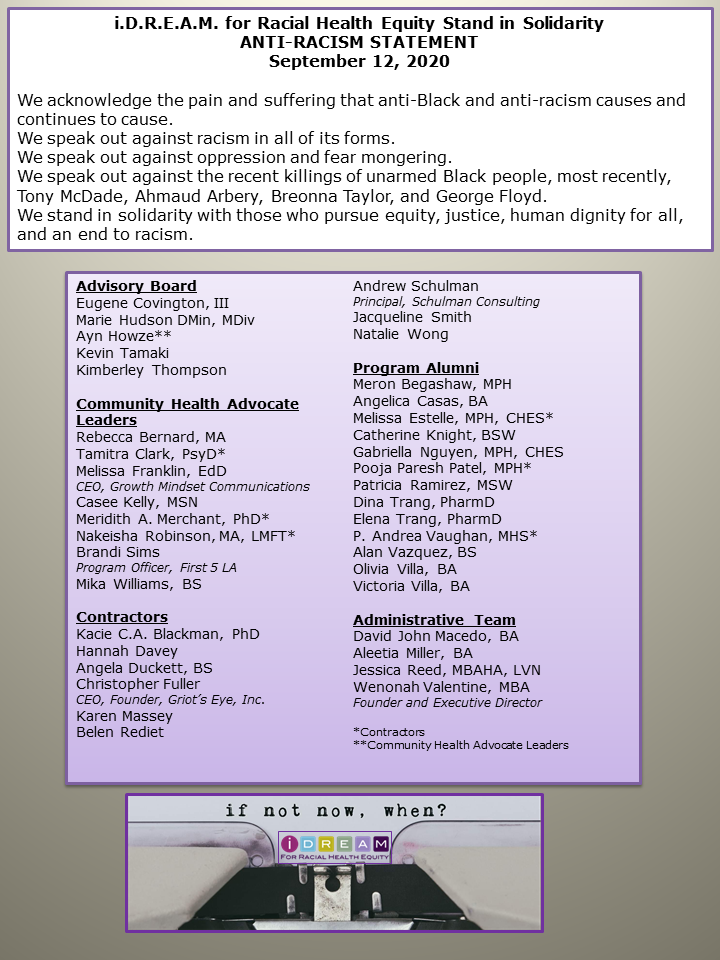 i.D.R.E.A.M. for Racial Health Equity Stand in Solidarity
ANTI-RACISM STATEMENT
September 12, 2020
We acknowledge the pain and suffering that anti-Black and anti-racism causes and
continues to cause.
We speak out against racism in all of its forms.
We speak out against oppression and fear mongering.
We speak out against the recent killings of unarmed Black people, most recently,
Tony McDade, Ahmaud Arbery, Breonna Taylor, and George Floyd.
We stand in solidarity with those who pursue equity, justice, human dignity for all,
and an end to racism.
Advisory Board
Eugene Covington, III
Marie Hudson DMin, MDiv
Ayn Howze**
Kevin Tamaki
Kimberley Thompson
Community Health Advocate
Leaders
Rebecca Bernard, MA
Tamitra Clark, PsyD*
Melissa Franklin, EdD
CEO, Growth Mindset Communications
Casee Kelly, MSN
Meridith A. Merchant, PhD*
Nakeisha Robinson, MA, LMFT*
Brandi Sims
Program Officer, First 5 LA
Mika Williams, BS
Contractors
Kacie C.A. Blackman, PhD
Hannah Davey
Angela Duckett, BS
Christopher Fuller
CEO, Founder, Griot's Eye, Inc.
Karen Massey
Belen Rediet
Andrew Schulman
Principal, Schulman Consulting
Jacqueline Smith
Natalie Wong
Program Alumni
Meron Begashaw, MPH
Angelica Casas, BA
Melissa Estelle, MPH, CHES*
Catherine Knight, BSW
Gabriella Nguyen, MPH, CHES
Pooja Paresh Patel, MPH*
Patricia Ramirez, MSW
Dina Trang, PharmD
Elena Trang, PharmD
P. Andrea Vaughan, MHS*
Alan Vazquez, BS
Olivia Villa, BA
Victoria Villa, BA
Administrative Team
David John Macedo, BA
Aleetia Miller, BA
Jessica Reed, MBAHA, LVN
Wenonah Valentine, MBA
Founder and Executive Director
*Contractors
**Community Health Advocate Leaders
if not now, when?
iDREAM
FOR RACIAL HEALTH EQUITY